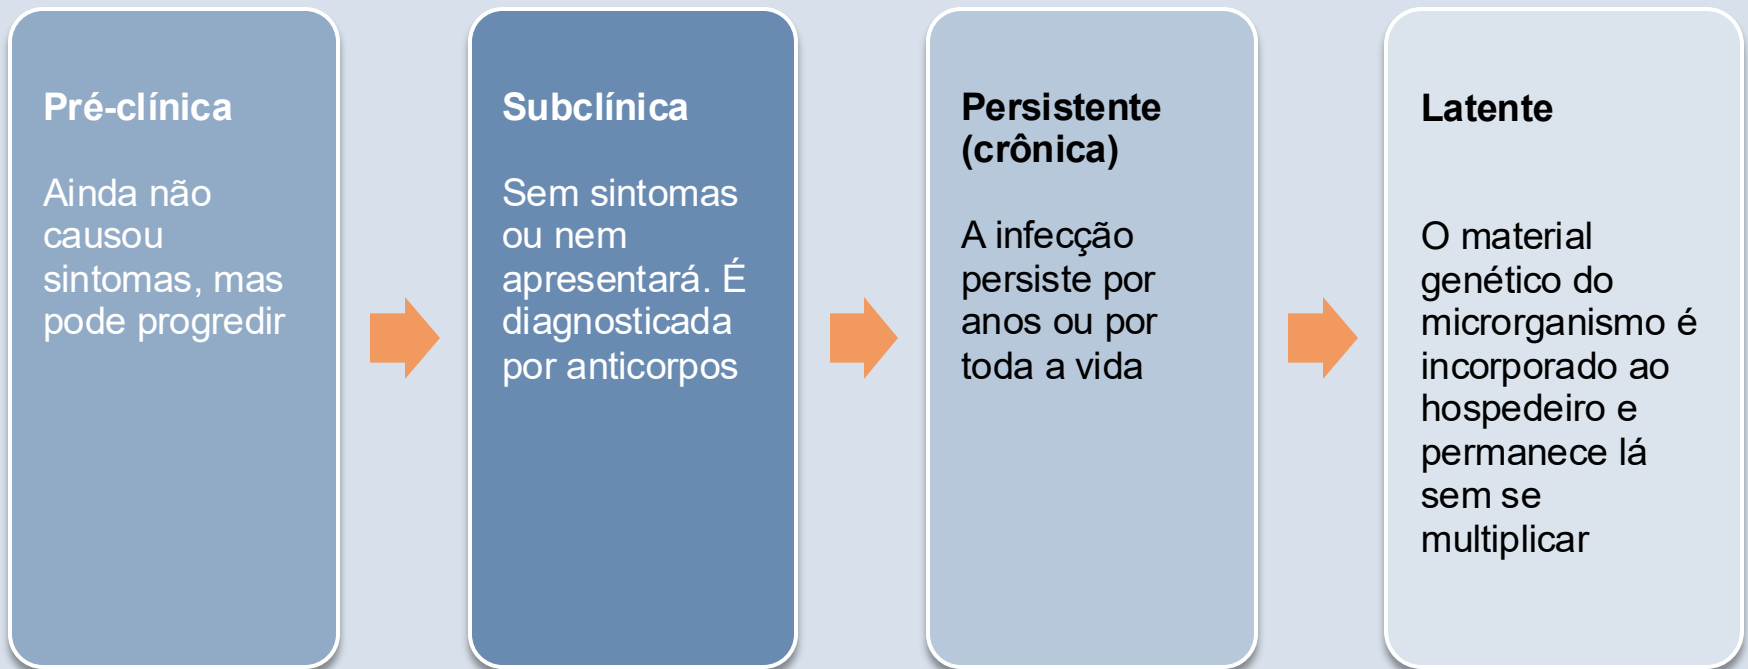 Pré-clínica
Ainda não
causou
sintomas, mas
pode progredir
Subclínica
Sem sintomas
ou nem
apresentará. É
diagnosticada
por anticorpos
Persistente
(crônica)
A infecção
persiste por
anos ou por
toda a vida
Latente
O material
genético do
microrganismo é
incorporado ao
hospedeiro e
permanece lá
sem se
multiplicar